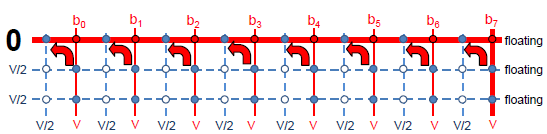 b0 b1 b2 b3 b4 b5 b6 b7
0 floating
V/2 floating
V/2 floating
V/2 V V/2 V V/2 V V/2 V V/2 V V/2 V V/2 V V/2 V